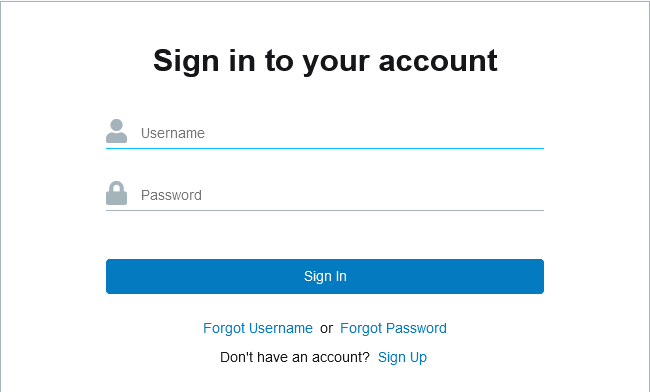 Sign in to your account
Username
Password
Sign In
Forgot Username or Forgot Password
Don't have an account? Sign Up